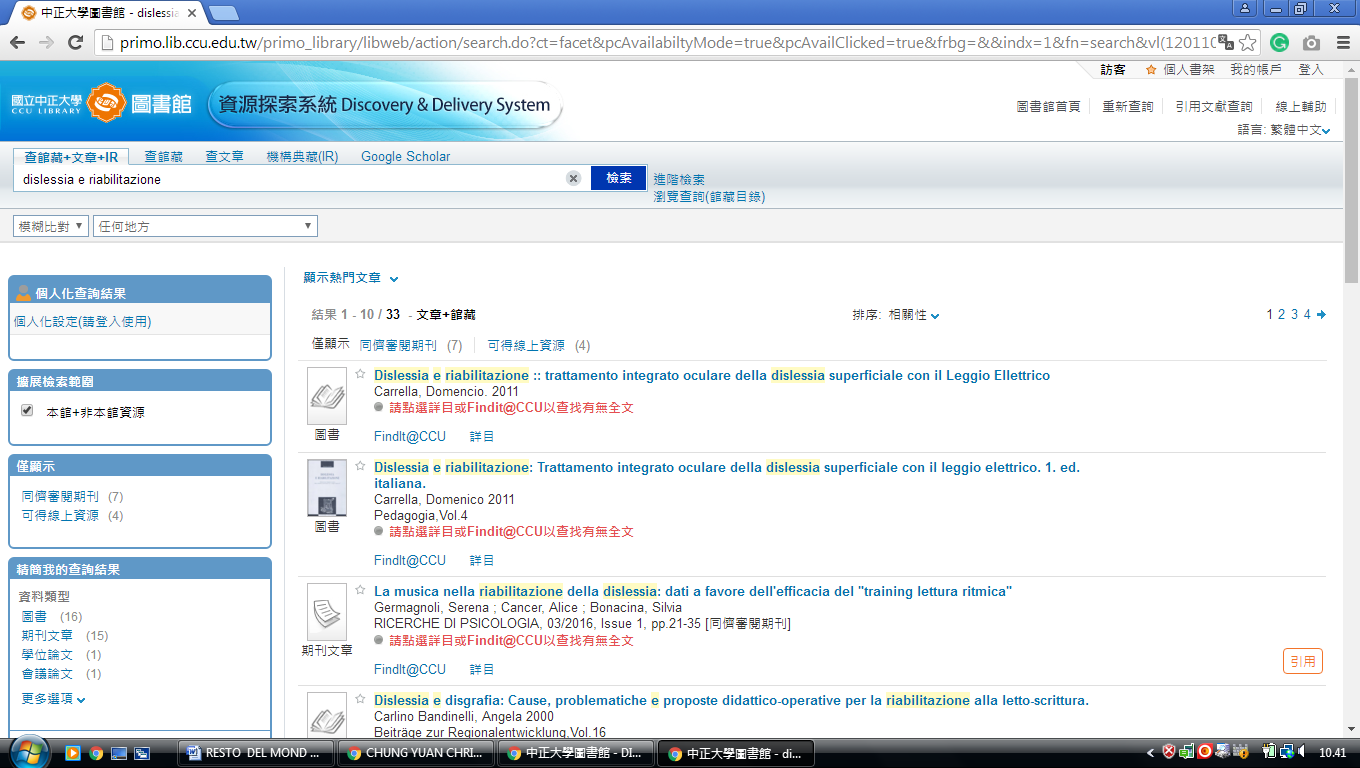 中正大學圖書館 - dislessia
primo.lib.ccu.edu.tw/primo_library/libweb/action/search.do?ct=facet&pcAvailabiltyMode=true&pcAvailClicked=true&frbg=&&indx=1&fn=search&vl(12011
訪客 個人書架 我的帳戶 登入
國立中正大學
CCU LIBRARY
圖書館
資源探索系統 Discovery & Delivery System
圖書館首頁 重新查詢 引用文獻查詢 線上輔助
語言: 繁體中文
查館藏+文章+IR 查館藏 查文章 機構典藏(IR) Google Scholar
dislessia e riabilitazione 檢索
進階檢索
瀏覽查詢(館藏目錄)
模糊比對 任何地方
個人化查詢結果
個人化設定(請登入使用)
擴展檢索範圍
本館+非本館資源
僅顯示
同儕審閱期刊 (7)
可得線上資源 (4)
精簡我的查詢結果
資料類型
圖書 (16)
期刊文章 (15)
學位論文 (1)
會議論文 (1)
更多選項
顯示熱門文章
結果 1 - 10 / 33 - 文章+館藏 排序: 相關性 1 2 3 4
僅顯示 同儕審閱期刊 (7) 可得線上資源 (4)
Dislessia e riabilitazione :: trattamento integrato oculare della dislessia superficiale con il Leggio Ellettrico
Carrella, Domencio. 2011
請點選詳目或Findit@CCU以查找有無全文
圖書
FindIt@CCU 詳目
Dislessia e riabilitazione: Trattamento integrato oculare della dislessia superficiale con il leggio elettrico. 1. ed.
italiana.
Carrella, Domenico 2011
Pedagogia,Vol.4
請點選詳目或Findit@CCU以查找有無全文
圖書
FindIt@CCU 詳目
La musica nella riabilitazione della dislessia: dati a favore dell'efficacia del "training lettura ritmica"
Germagnoli, Serena ; Cancer, Alice ; Bonacina, Silvia
RICERCHE DI PSICOLOGIA, 03/2016, Issue 1, pp.21-35 [同儕審閱期刊]
請點選詳目或Findit@CCU以查找有無全文
期刊文章
FindIt@CCU 詳目
引用
Dislessia e disgrafia: Cause, problematiche e proposte didattico-operative per la riabilitazione alla letto-scrittura.
Carlino Bandinelli, Angela 2000
Beiträge zur Regionalentwicklung,Vol.16
RESTO DEL MOND ... CHUNG YUAN CHRI... 中正大學圖書館 - DI... 中正大學圖書館 - di... 10.41